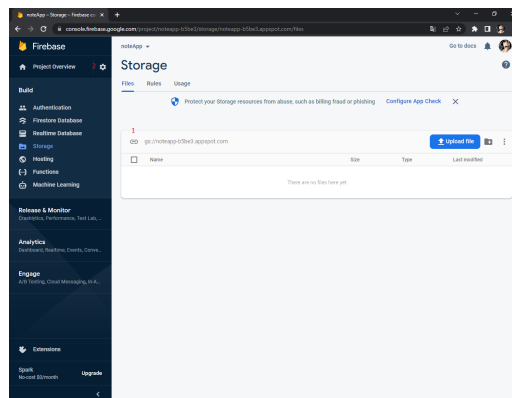 noteApp – Storage – Firebase co
console.firebase.google.com/project/noteapp-b5be3/storage/noteapp-b5be3.appspot.com/files
Firebase
noteApp
Go to docs
Project Overview
2
Storage
Files Rules Usage
Build
Protect your Storage resources from abuse, such as billing fraud or phishing Configure App Check
Authentication
Firestore Database
Realtime Database
Storage
Hosting
Functions
Machine Learning
1
gs://noteapp-b5be3.appspot.com
Upload file
Name Size Type Last modified
There are no files here yet
Release & Monitor
Crashlytics, Performance, Test Lab,...
Analytics
Dashboard, Realtime, Events, Conve...
Engage
A/B Testing, Cloud Messaging, In-A...
Extensions
Spark
No-cost $0/month
Upgrade